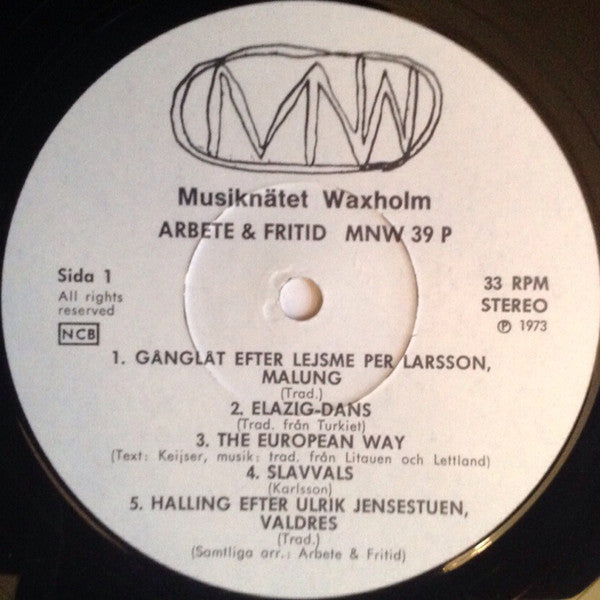 MNW
Musiknätet Waxholm
ARBETE & FRITID MNW 39 P
Sida 1
All rights
reserved
NCB
33 RPM
STEREO
℗ 1973
1. GÅNGLÅT EFTER LEJSME PER LARSSON,
MALUNG
(Trad.)
2. ELAZIG-DANS
(Trad. från Turkiet)
3. THE EUROPEAN WAY
(Text: Keijser, musik: trad. från Litauen och Lettland)
4. SLAVVALS
(Karlsson)
5. HALLING EFTER ULRIK JENSESTUEN,
VALDRES
(Trad.)
(Samtliga arr.: Arbete & Fritid)